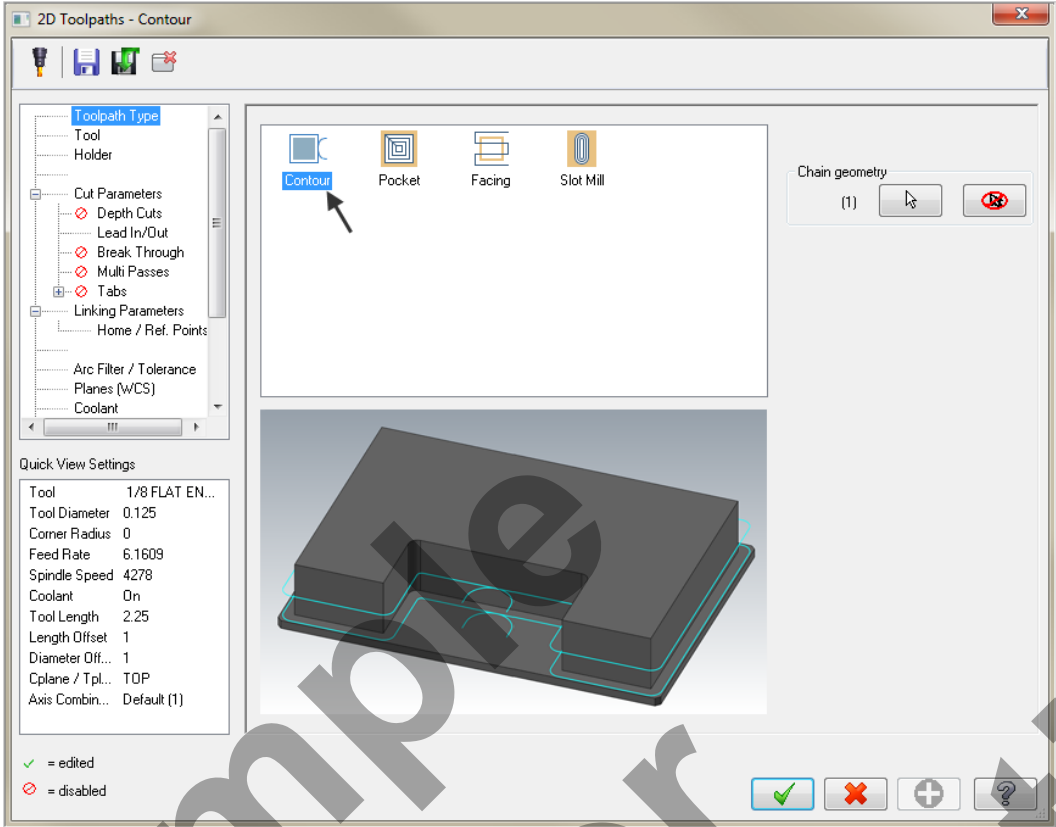 2D Toolpaths - Contour
Toolpath Type
Tool
Holder
Cut Parameters
Depth Cuts
Lead In/Out
Break Through
Multi Passes
Tabs
Linking Parameters
Home / Ref. Points
Arc Filter / Tolerance
Planes (WCS)
Coolant
Contour
Pocket
Facing
Slot Mill
Chain geometry
(1)
Quick View Settings
Tool 1/8 FLAT EN...
Tool Diameter 0.125
Corner Radius 0
Feed Rate 6.1609
Spindle Speed 4278
Coolant On
Tool Length 2.25
Length Offset 1
Diameter Off... 1
Cplane / Tpl... TOP
Axis Combin... Default (1)
= edited
= disabled